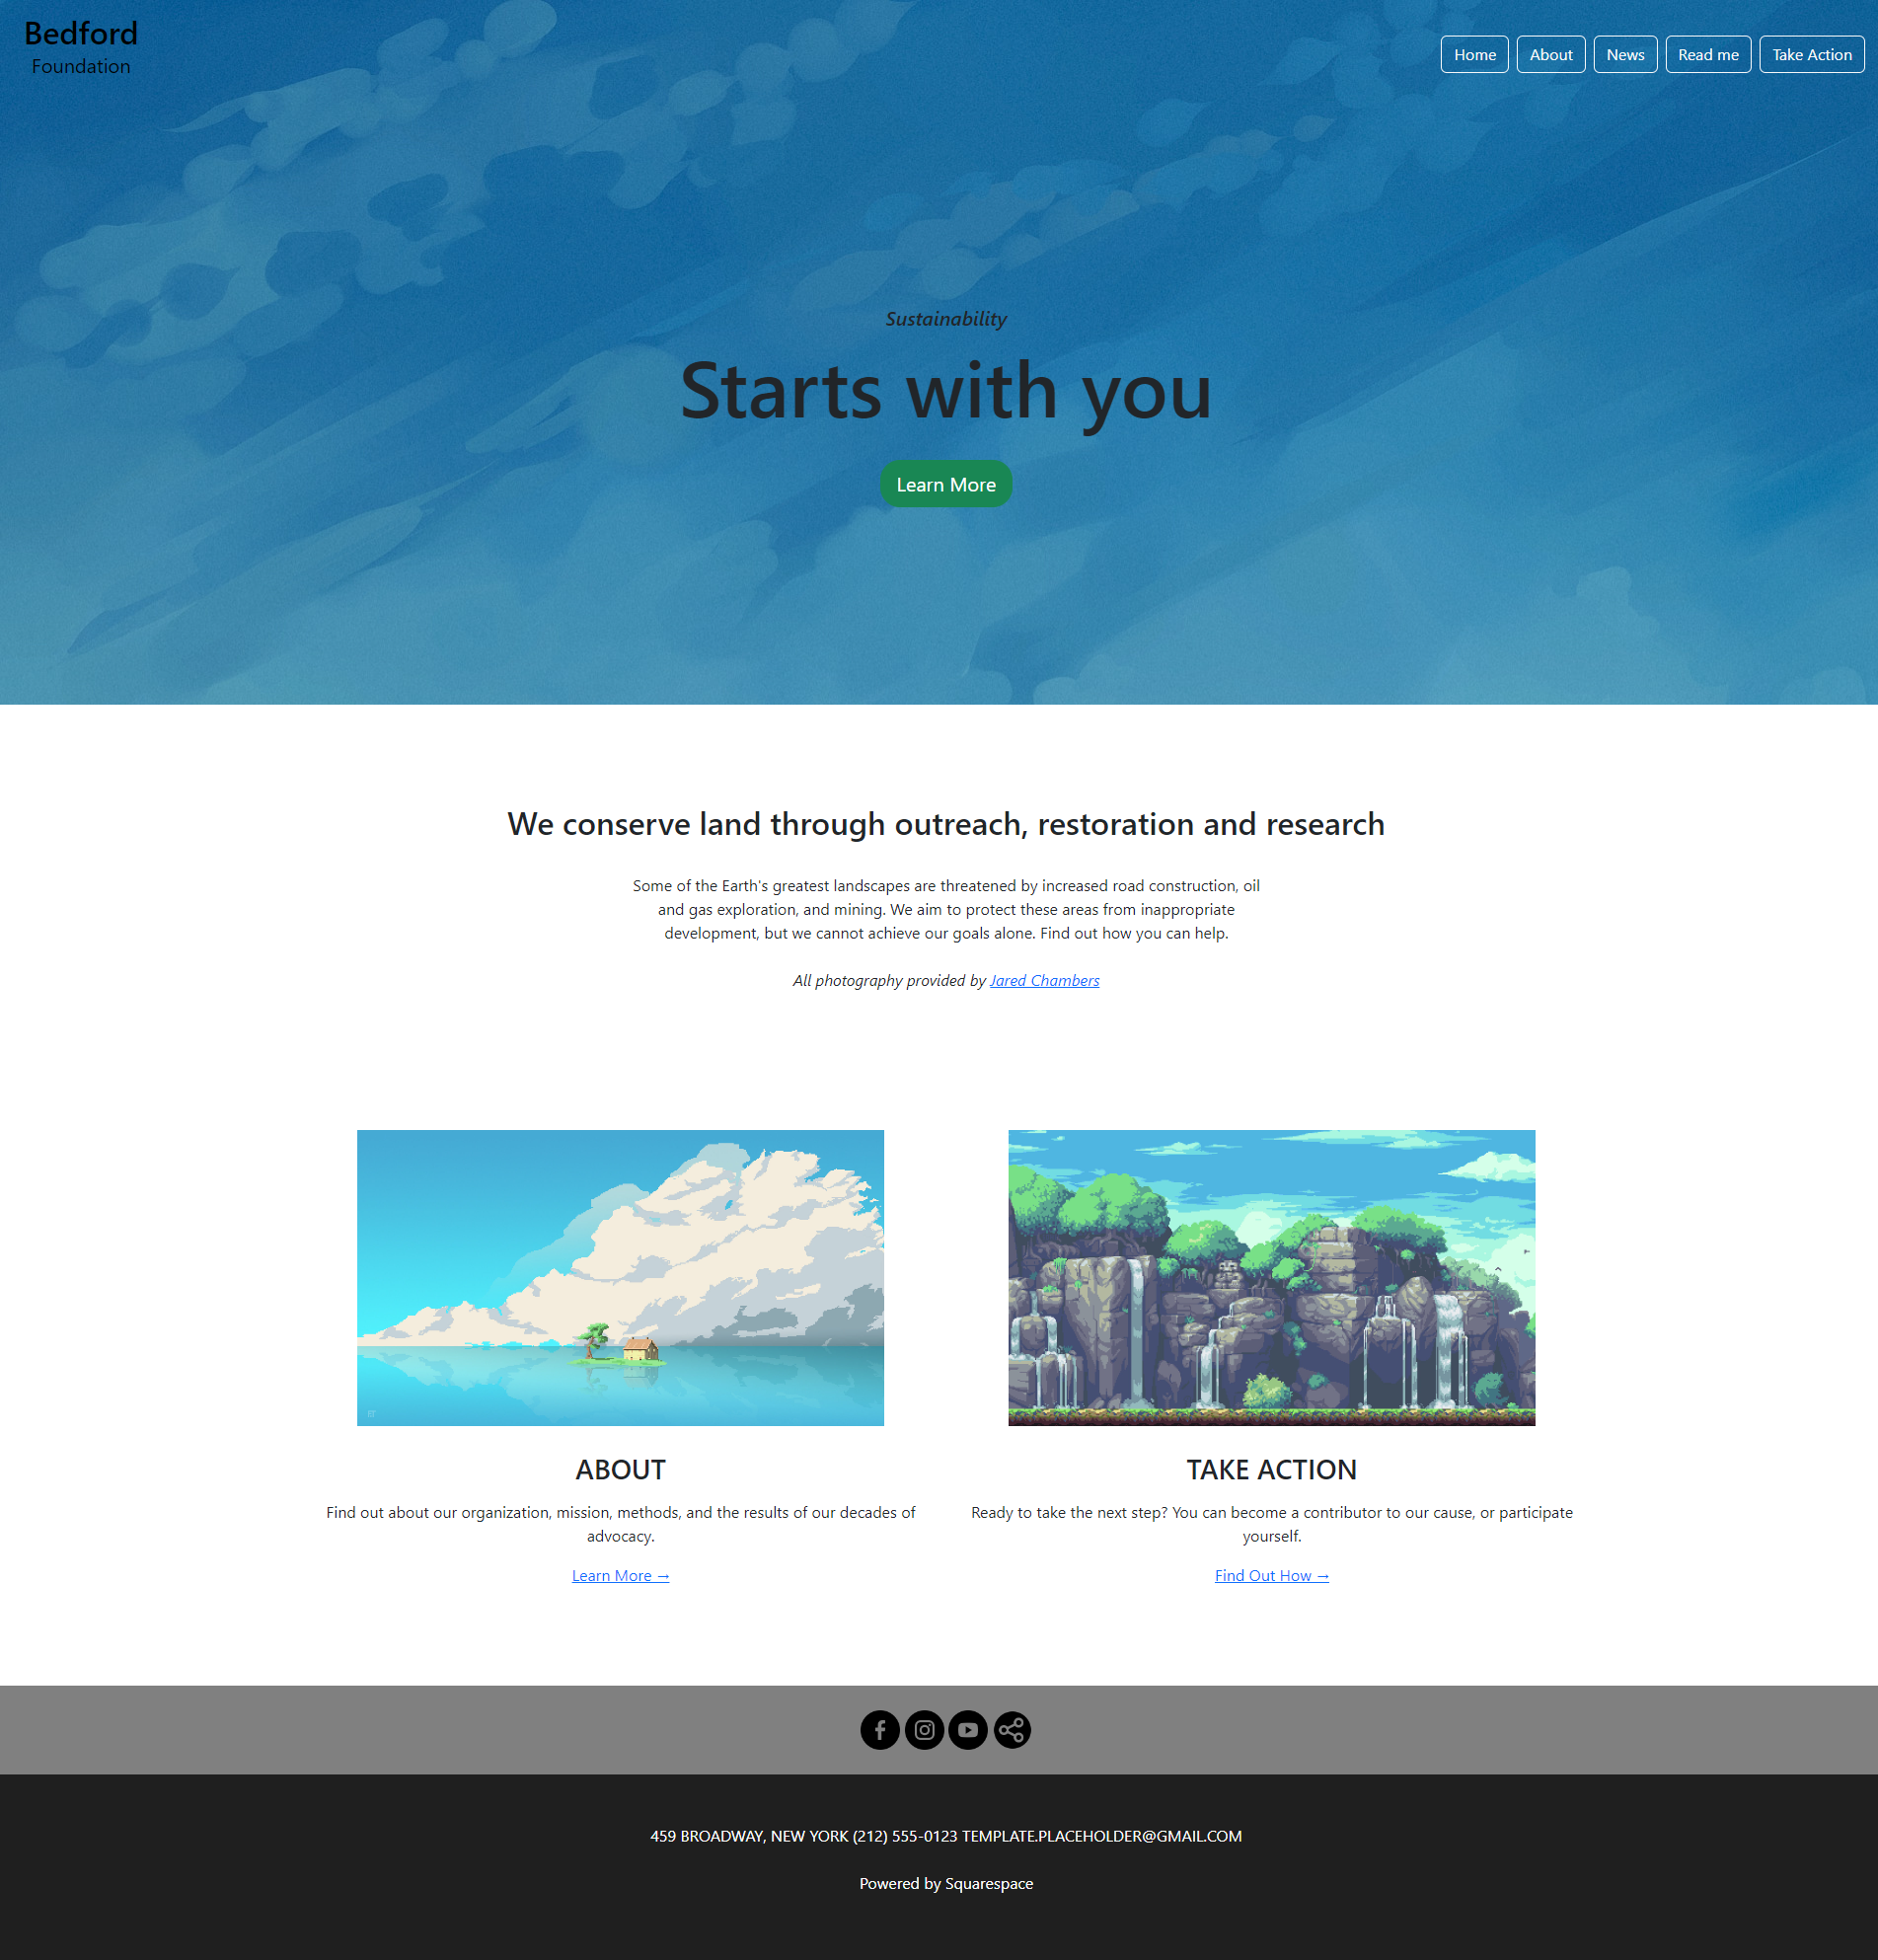 Bedford
Foundation
Home About News Read me Take Action
Sustainability
Starts with you
Learn More
We conserve land through outreach, restoration and research
Some of the Earth's greatest landscapes are threatened by increased road construction, oil
and gas exploration, and mining. We aim to protect these areas from inappropriate
development, but we cannot achieve our goals alone. Find out how you can help.
All photography provided by Jared Chambers
ABOUT
Find out about our organization, mission, methods, and the results of our decades of
advocacy.
Learn More →
TAKE ACTION
Ready to take the next step? You can become a contributor to our cause, or participate
yourself.
Find Out How →
459 BROADWAY, NEW YORK (212) 555-0123 TEMPLATE.PLACEHOLDER@GMAIL.COM
Powered by Squarespace